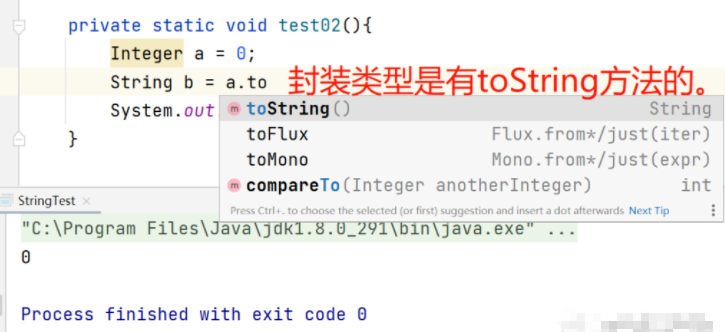 private static void test02(){
Integer a = 0;
String b = a.to 封装类型是有toString方法的。
System.out
toString() String
toFlux Flux.from*/just(iter)
toMono Mono.from*/just(expr)
compareTo(Integer anotherInteger) int
Press Ctrl+. to choose the selected (or first) suggestion and insert a dot afterwards Next Tip
}
StringTest
"C:\Program Files\Java\jdk1.8.0_291\bin\java.exe" ...
0
Process finished with exit code 0